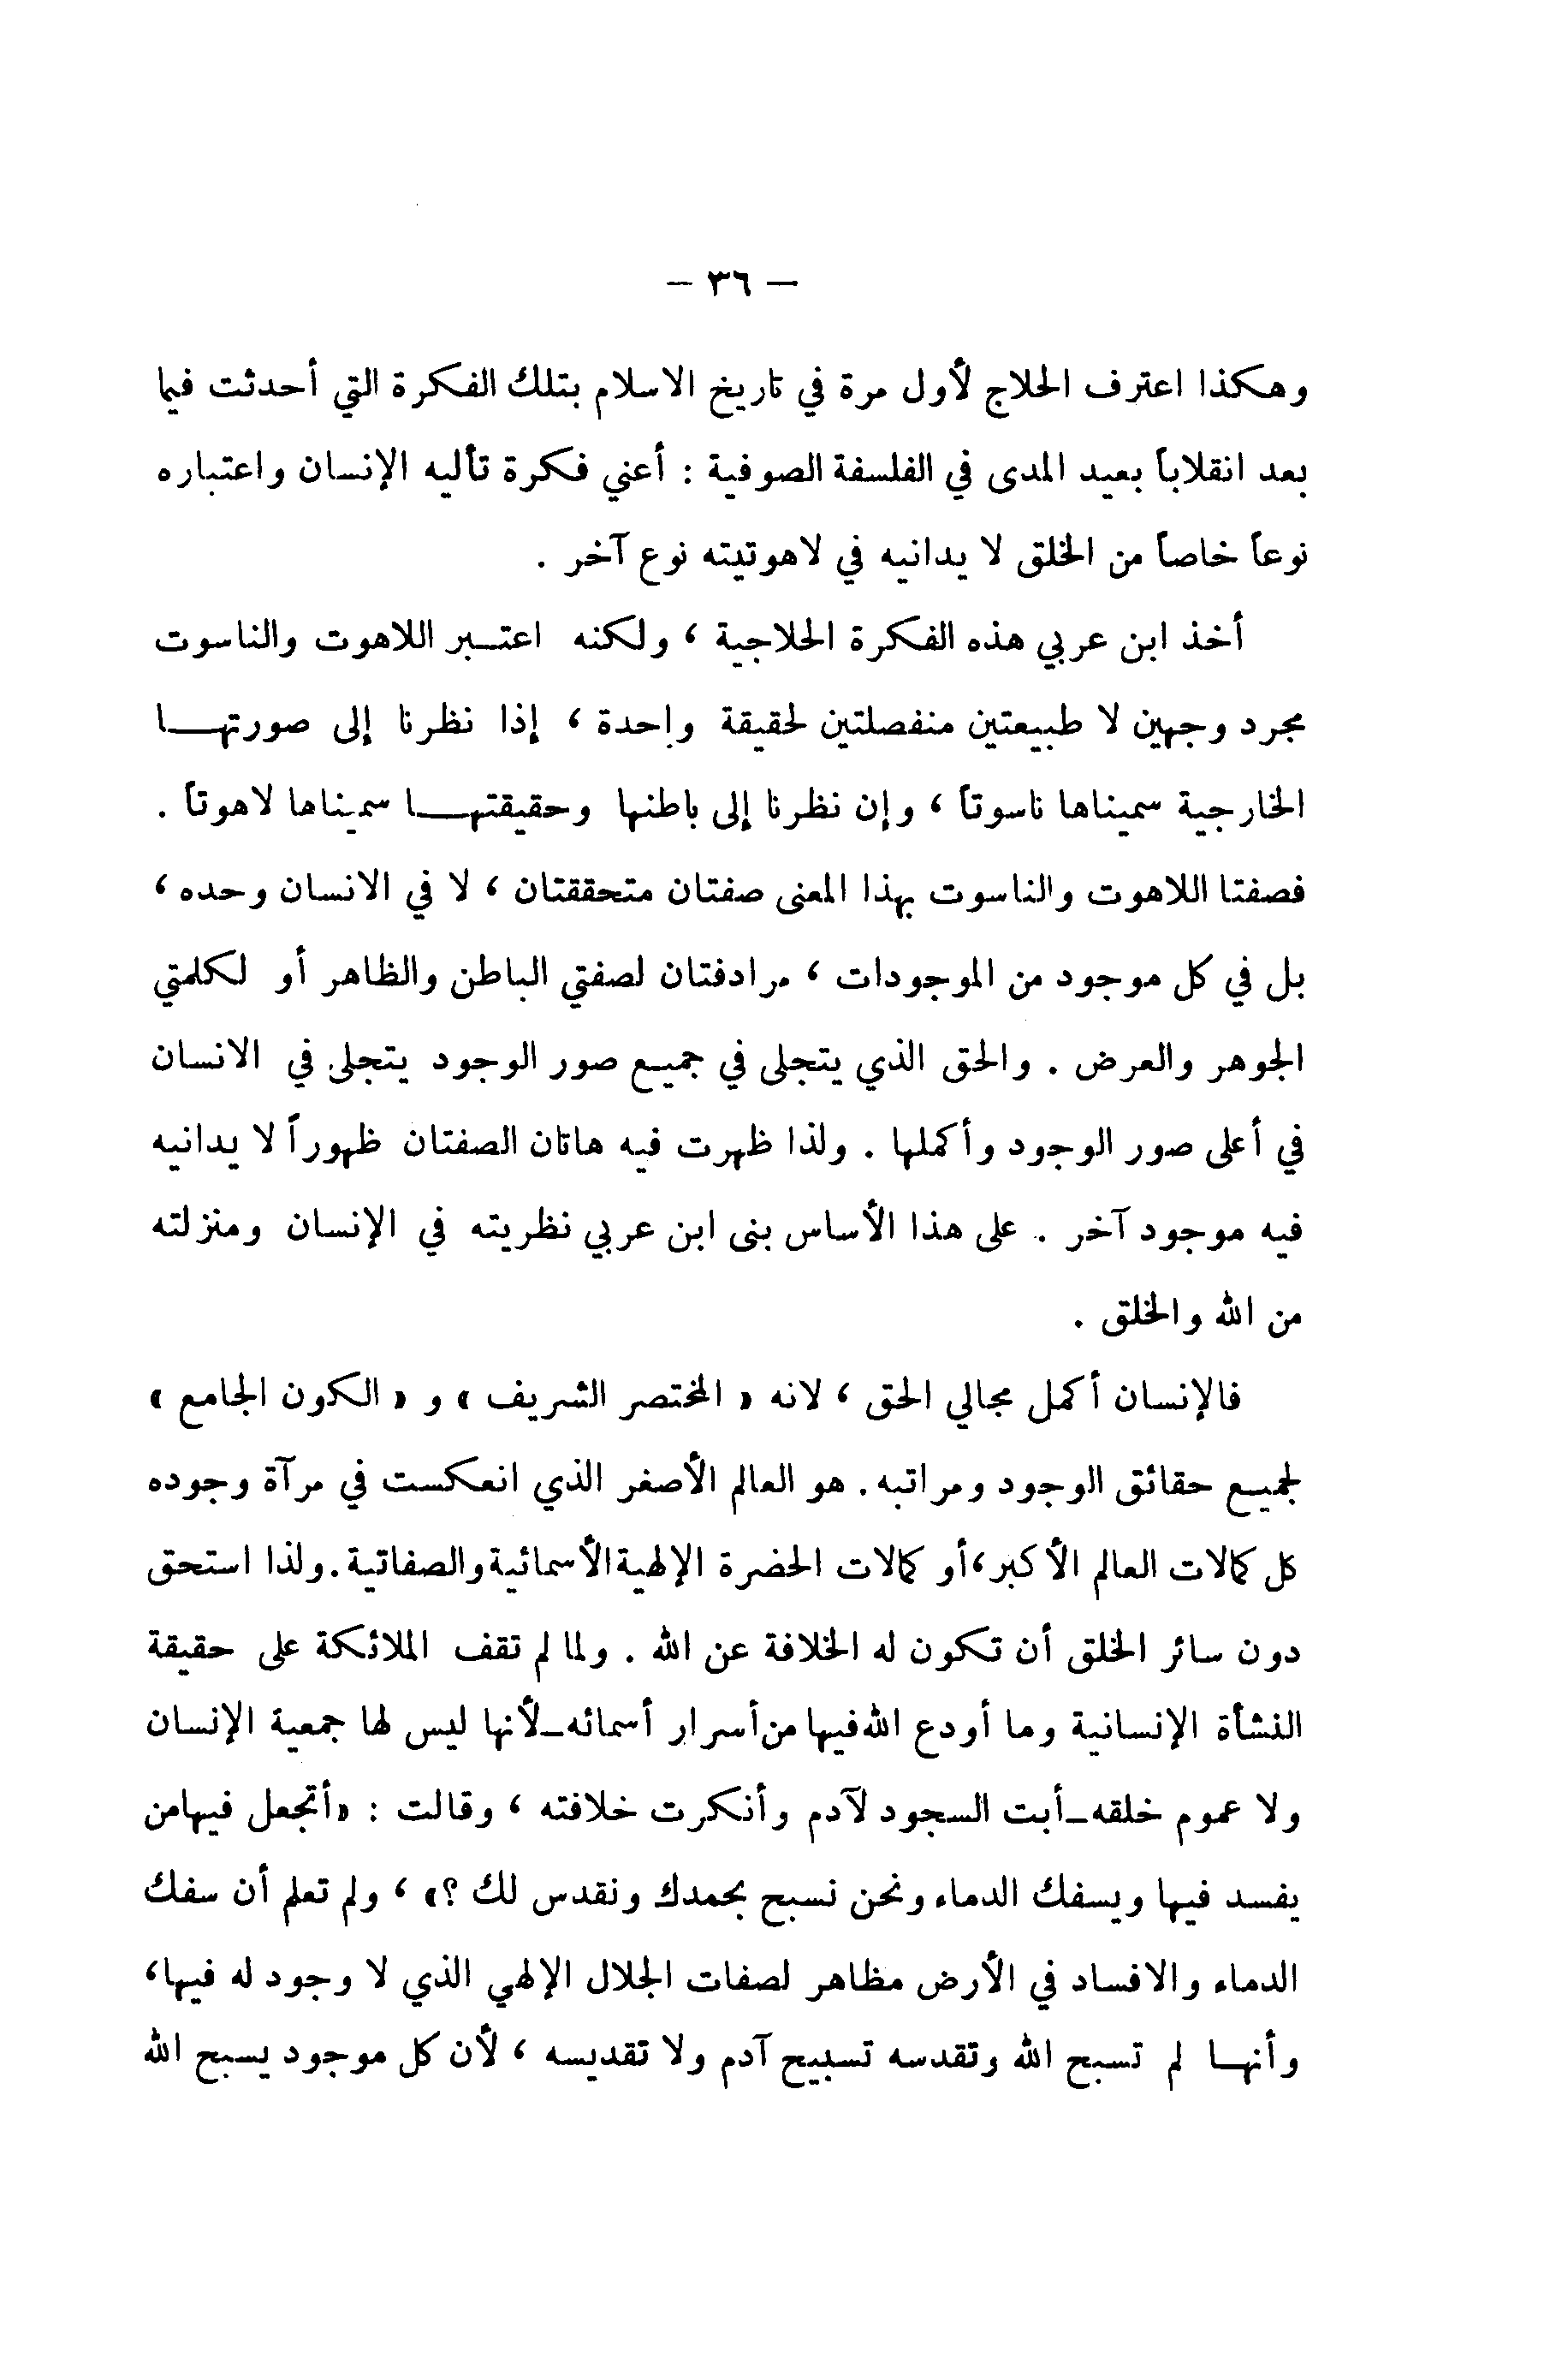 — ٣٦ —
وهكذا اعترف الحلاج لأول مرة في تاريخ الاسلام بتلك الفكرة التي أحدثت فيما
بعد انقلاباً بعيد المدى في الفلسفة الصوفية : أعني فكرة تأليه الإنسان واعتباره
نوعاً خاصاً من الخلق لا يدانيه في لاهوتيته نوع آخر .
أخذ ابن عربي هذه الفكرة الحلاجية ، ولكنه اعتبر اللاهوت والناسوت
مجرد وجهين لا طبيعتين منفصلتين لحقيقة واحدة ، إذا نظرنا إلى صورتها
الخارجية سميناها ناسوتاً ، وإن نظرنا إلى باطنها وحقيقتها سميناها لاهوتاً .
فصفتا اللاهوت والناسوت بهذا المعنى صفتان متحققتان ، لا في الانسان وحده ،
بل في كل موجود من الموجودات ، مرادفتان لصفتي الباطن والظاهر أو لكلمتي
الجوهر والعرض . والحق الذي يتجلى في جميع صور الوجود يتجلى في الانسان
في أعلى صور الوجود وأكملها . ولذا ظهرت فيه هاتان الصفتان ظهوراً لا يدانيه
فيه موجود آخر . على هذا الأساس بنى ابن عربي نظريته في الإنسان ومنزلته
من الله والخلق .
فالإنسان أكمل مجالي الحق ، لانه « المختصر الشريف » و « الكون الجامع »
لجميع حقائق الوجود ومراتبه . هو العالم الأصغر الذي انعكست في مرآة وجوده
كل كمالات العالم الأكبر ، أو كمالات الحضرة الإلهية الأسمائية والصفاتية . ولذا استحق
دون سائر الخلق أن تكون له الخلافة عن الله . ولما لم تقف الملائكة على حقيقة
النشأة الإنسانية وما أودع الله فيها من أسرار أسمائه – لأنها ليس لها جمعية الإنسان
ولا عموم خلقه – أبت السجود لآدم وأنكرت خلافته ، وقالت : «أتجعل فيها من
يفسد فيها ويسفك الدماء ونحن نسبح بحمدك ونقدس لك ؟» ، ولم تعلم أن سفك
الدماء والافساد في الأرض مظاهر لصفات الجلال الإلهي الذي لا وجود له فيها ،
وأنها لم تسبح الله وتقدسه تسبيح آدم ولا تقديسه ، لأن كل موجود يسبح الله